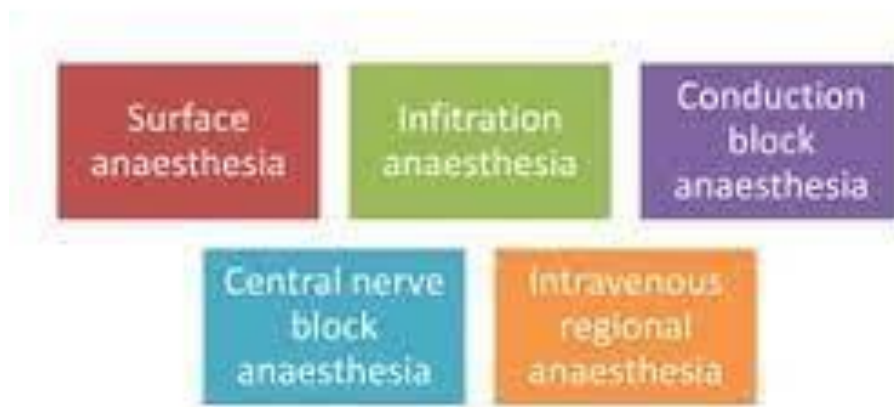 Surface
anaesthesia
Infitration
anaesthesia
Conduction
block
anaesthesia
Central nerve
block
anaesthesia
Intravenous
regional
anaesthesia